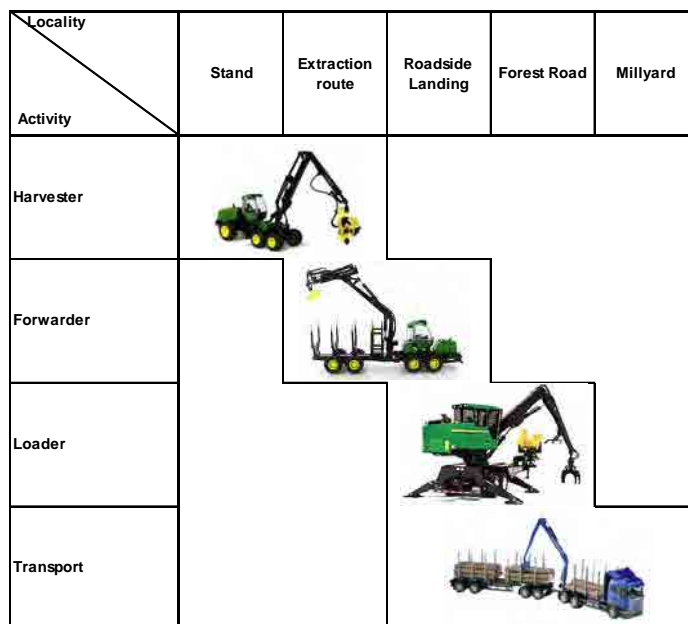 Locality
Activity
Stand
Extraction
route
Roadside
Landing
Forest Road
Millyard
Harvester
Forwarder
Loader
Transport